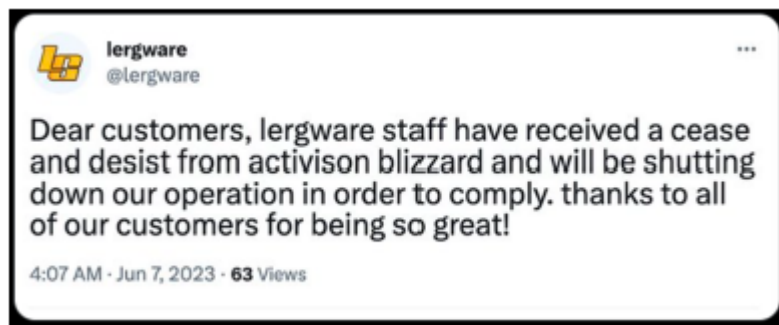 LG
lergware
@lergware
Dear customers, lergware staff have received a cease
and desist from activison blizzard and will be shutting
down our operation in order to comply. thanks to all
of our customers for being so great!
4:07 AM · Jun 7, 2023 · 63 Views